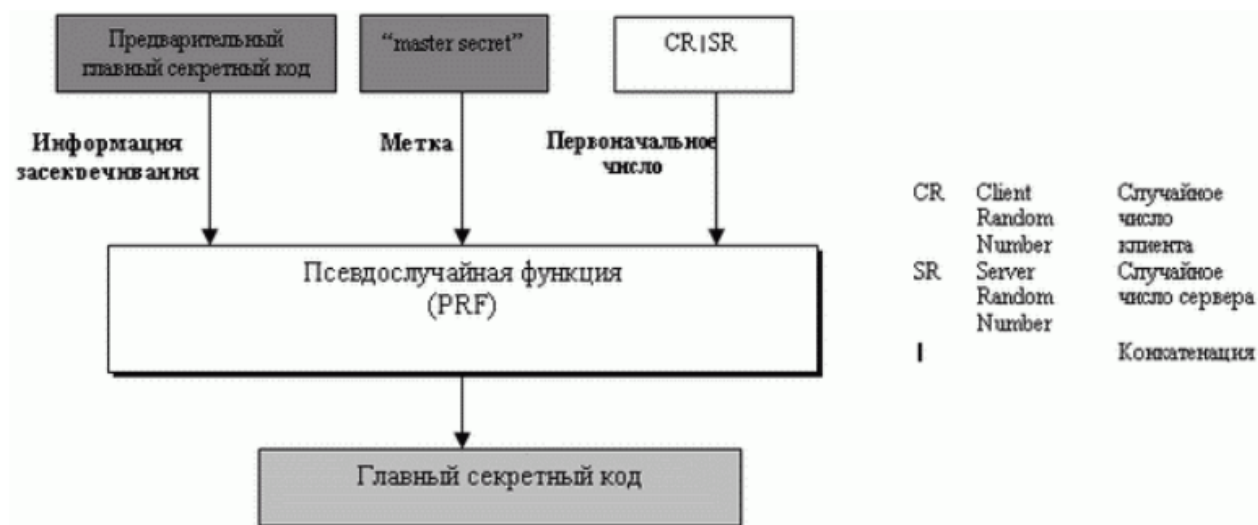 Предварительный
главный секретный код
“master secret”
CR|SR
Информация
засекречивания
Метка
Первоначальное
число
Псевдослучайная функция
(PRF)
Главный секретный код
CR Client Случайное
Random число
Number клиента
SR Server Случайное
Random число сервера
Number
| Конкатенация